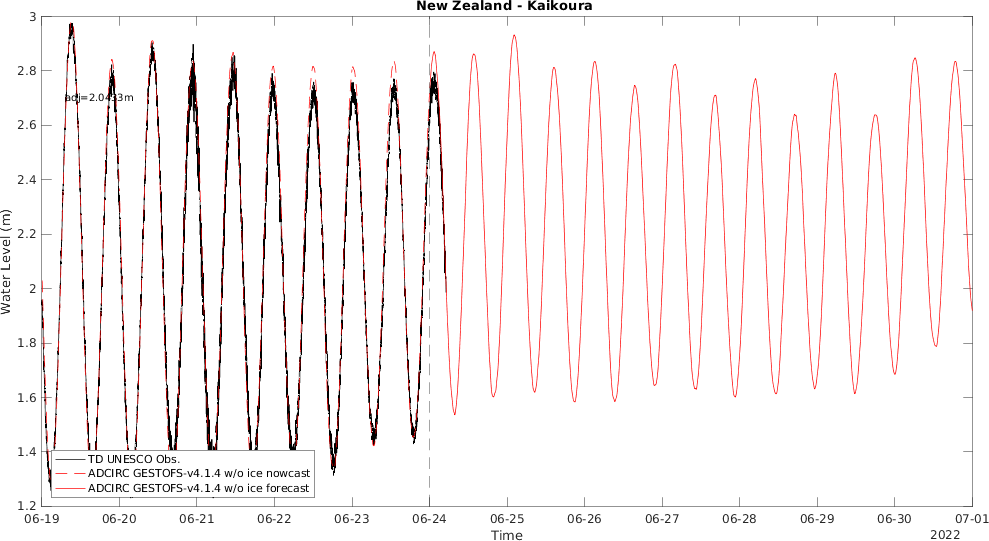 New Zealand - Kaikoura
3
2.8
2.6
2.4
2.2
2
1.8
1.6
1.4
1.2
Water Level (m)
TD UNESCO Obs.
ADCIRC GESTOFS-v4.1.4 w/o ice nowcast
ADCIRC GESTOFS-v4.1.4 w/o ice forecast
06-19 06-20 06-21 06-22 06-23 06-24 06-25 06-26 06-27 06-28 06-29 06-30 07-01
Time
2022